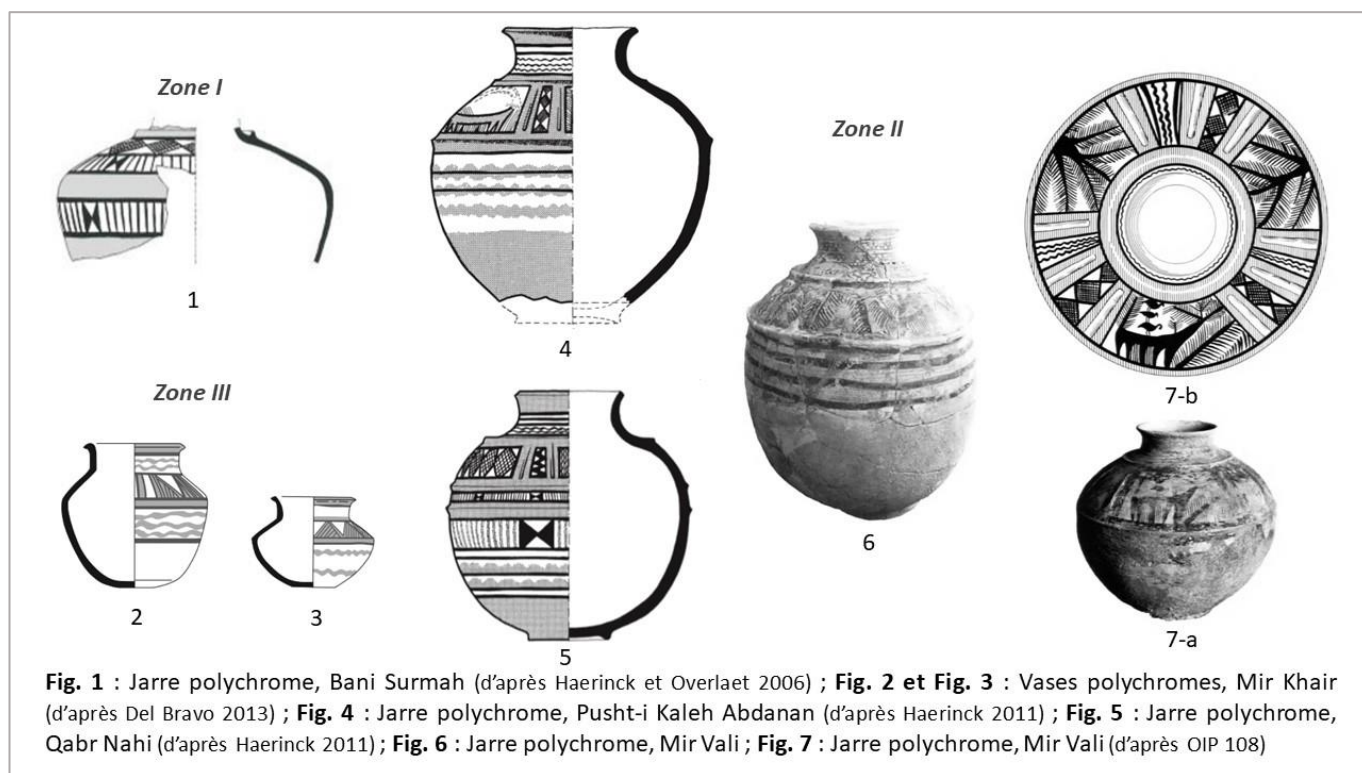 Zone I
1
4
Zone II
6
7-b
7-a
Zone III
2
3
5
Fig. 1 : Jarre polychrome, Bani Surmah (d'après Haerinck et Overlaet 2006) ; Fig. 2 et Fig. 3 : Vases polychromes, Mir Khair
(d'après Del Bravo 2013) ; Fig. 4 : Jarre polychrome, Pusht-i Kaleh Abdanan (d'après Haerinck 2011) ; Fig. 5 : Jarre polychrome,
Qabr Nahi (d'après Haerinck 2011) ; Fig. 6 : Jarre polychrome, Mir Vali ; Fig. 7 : Jarre polychrome, Mir Vali (d'après OIP 108)